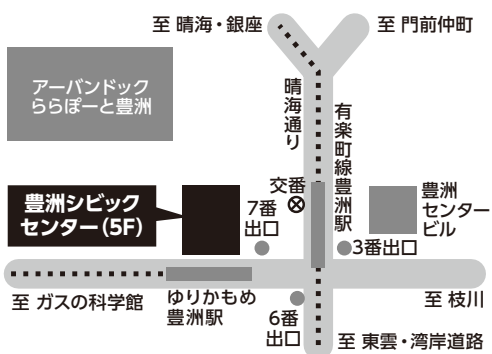 至 晴海・銀座
至 門前仲町
アーバンドック
ららぽーと豊洲
晴海通り
有楽町線豊洲駅
交番
豊洲シビック
センター(5F)
7番
出口
豊洲
センター
ビル
3番出口
至 ガスの科学館
ゆりかもめ
豊洲駅
6番
出口
至 枝川
至 東雲・湾岸道路